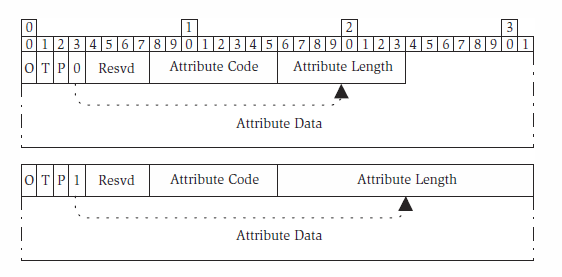 0 1 2 3
0 1 2 3 4 5 6 7 8 9 0 1 2 3 4 5 6 7 8 9 0 1 2 3 4 5 6 7 8 9 0 1
O T P 0 Resvd Attribute Code Attribute Length
Attribute Data
O T P 1 Resvd Attribute Code Attribute Length
Attribute Data